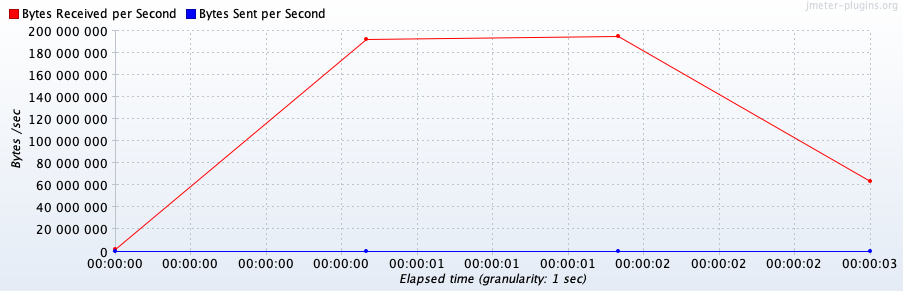 jmeter-plugins.org
Bytes Received per Second Bytes Sent per Second
200 000 000
180 000 000
160 000 000
140 000 000
120 000 000
100 000 000
80 000 000
60 000 000
40 000 000
20 000 000
0
Bytes /sec
00:00:00 00:00:00 00:00:00 00:00:00 00:00:01 00:00:01 00:00:01 00:00:02 00:00:02 00:00:02 00:00:03
Elapsed time (granularity: 1 sec)